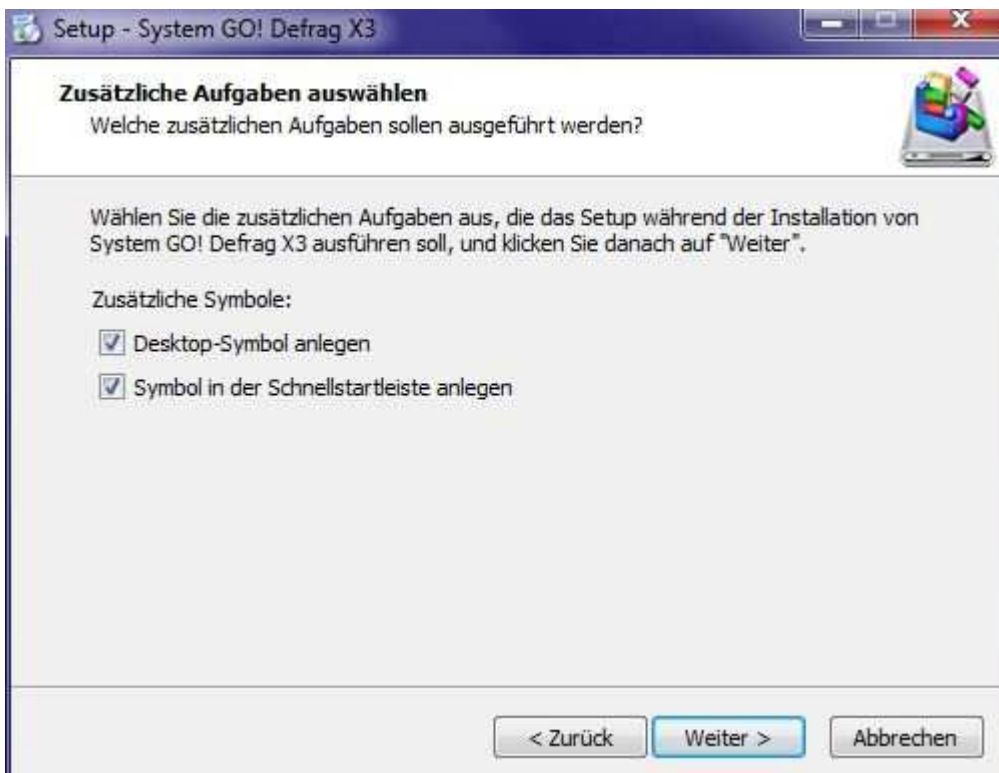 Setup - System GO! Defrag X3
Zusätzliche Aufgaben auswählen
Welche zusätzlichen Aufgaben sollen ausgeführt werden?
Wählen Sie die zusätzlichen Aufgaben aus, die das Setup während der Installation von
System GO! Defrag X3 ausführen soll, und klicken Sie danach auf "Weiter".
Zusätzliche Symbole:
Desktop-Symbol anlegen
Symbol in der Schnellstartleiste anlegen
< Zurück
Weiter >
Abbrechen